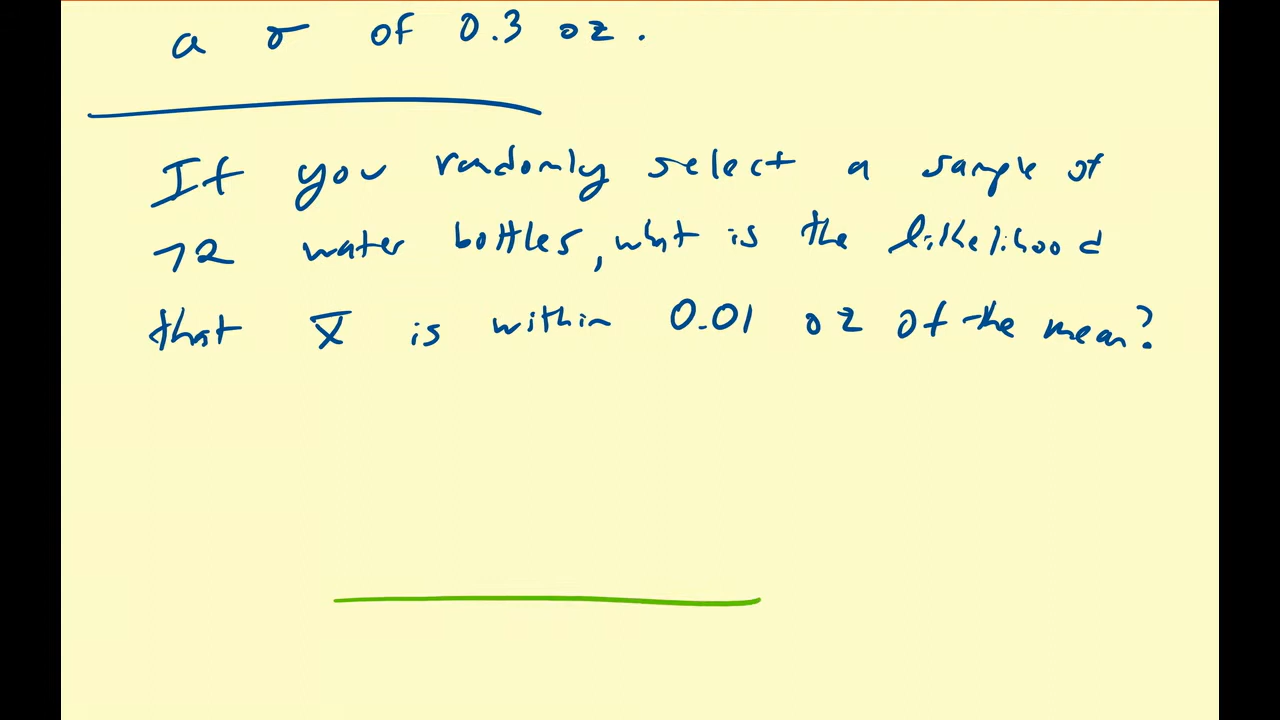 a σ of 0.3 oz.
If you randomly select a sample of
72 water bottles, what is the likelihood
that X̅ is within 0.01 oz of the mean?